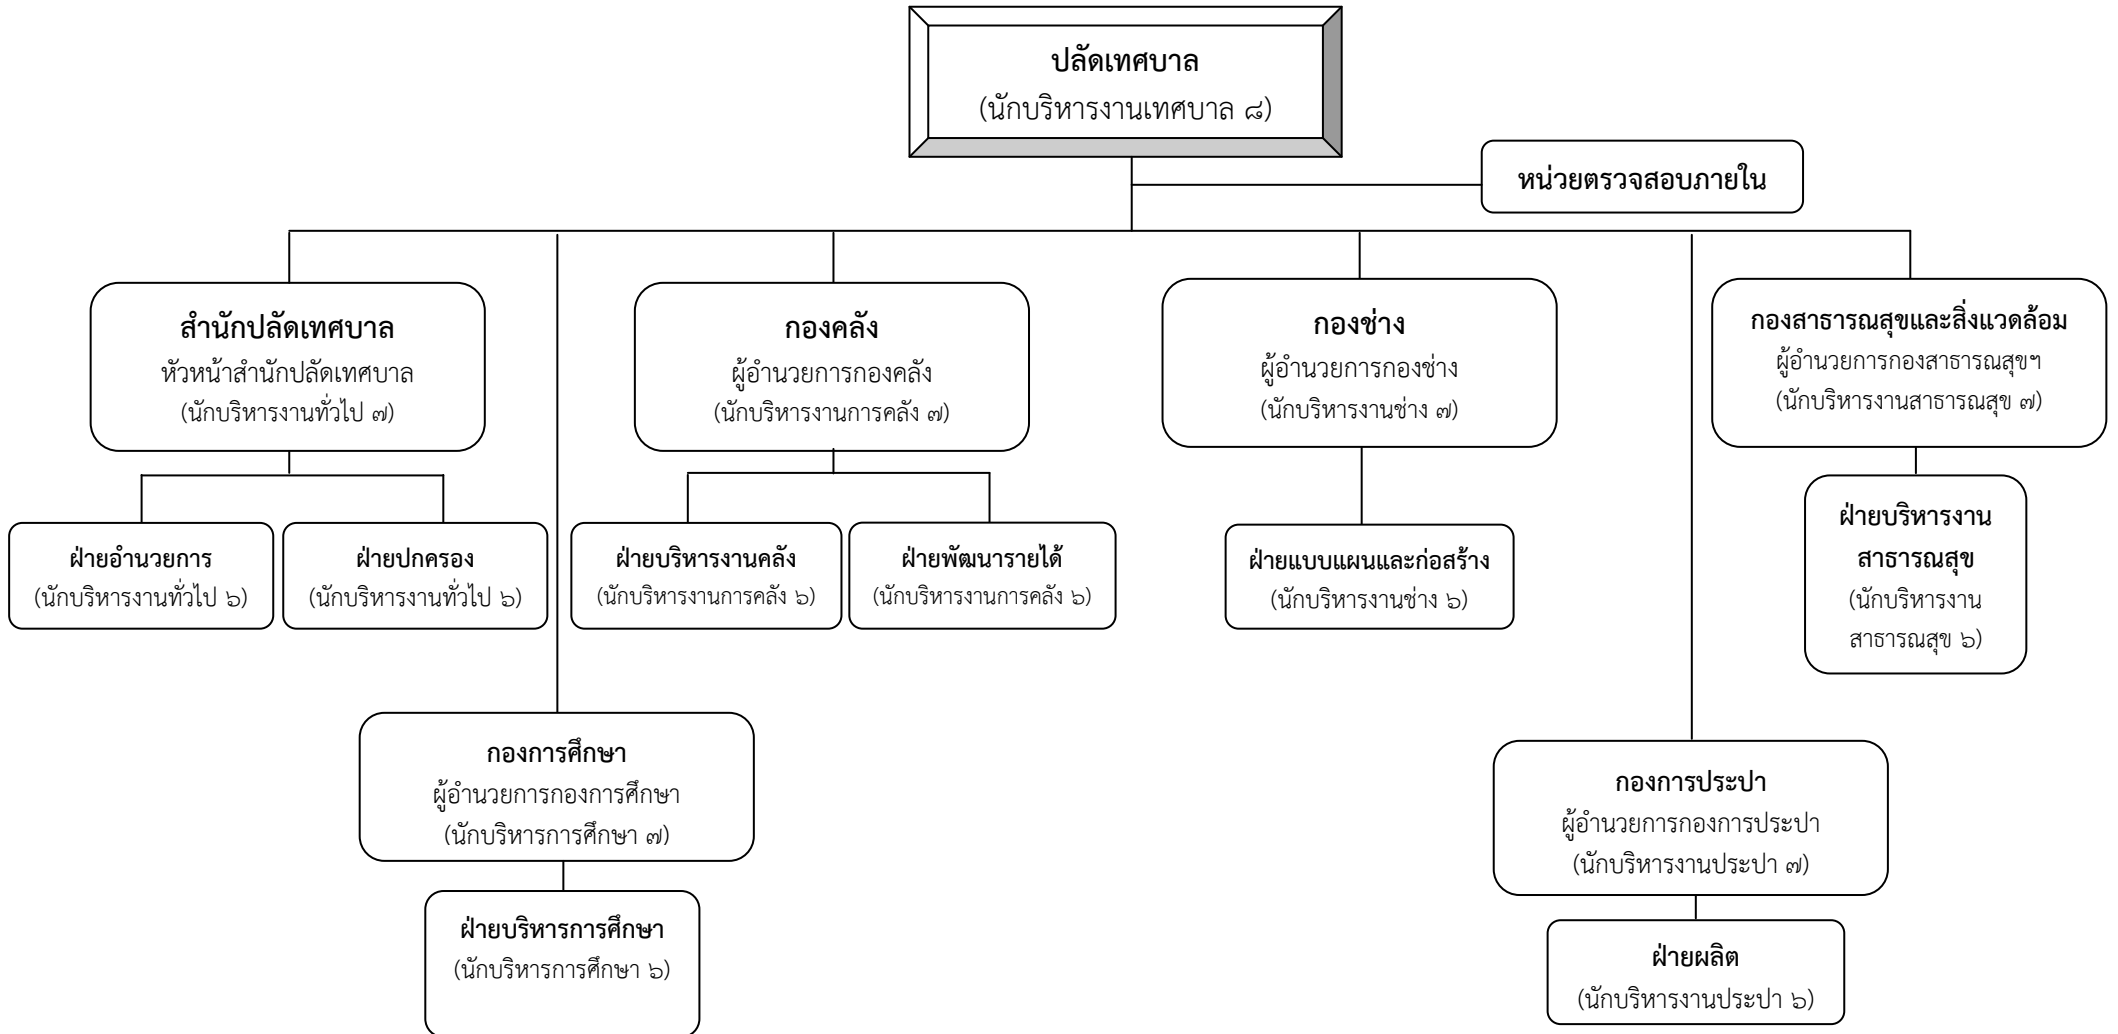 ปลัดเทศบาล
(นักบริหารงานเทศบาล ๘)
หน่วยตรวจสอบภายใน
สำนักปลัดเทศบาล
หัวหน้าสำนักปลัดเทศบาล
(นักบริหารงานทั่วไป ๗)
กองคลัง
ผู้อำนวยการกองคลัง
(นักบริหารงานการคลัง ๗)
กองช่าง
ผู้อำนวยการกองช่าง
(นักบริหารงานช่าง ๗)
กองสาธารณสุขและสิ่งแวดล้อม
ผู้อำนวยการกองสาธารณสุขฯ
(นักบริหารงานสาธารณสุข ๗)
ฝ่ายอำนวยการ
(นักบริหารงานทั่วไป ๖)
ฝ่ายปกครอง
(นักบริหารงานทั่วไป ๖)
ฝ่ายบริหารงานคลัง
(นักบริหารงานการคลัง ๖)
ฝ่ายพัฒนารายได้
(นักบริหารงานการคลัง ๖)
ฝ่ายแบบแผนและก่อสร้าง
(นักบริหารงานช่าง ๖)
ฝ่ายบริหารงาน
สาธารณสุข
(นักบริหารงาน
สาธารณสุข ๖)
กองการศึกษา
ผู้อำนวยการกองการศึกษา
(นักบริหารการศึกษา ๗)
กองการประปา
ผู้อำนวยการกองการประปา
(นักบริหารงานประปา ๗)
ฝ่ายบริหารการศึกษา
(นักบริหารการศึกษา ๖)
ฝ่ายผลิต
(นักบริหารงานประปา ๖)